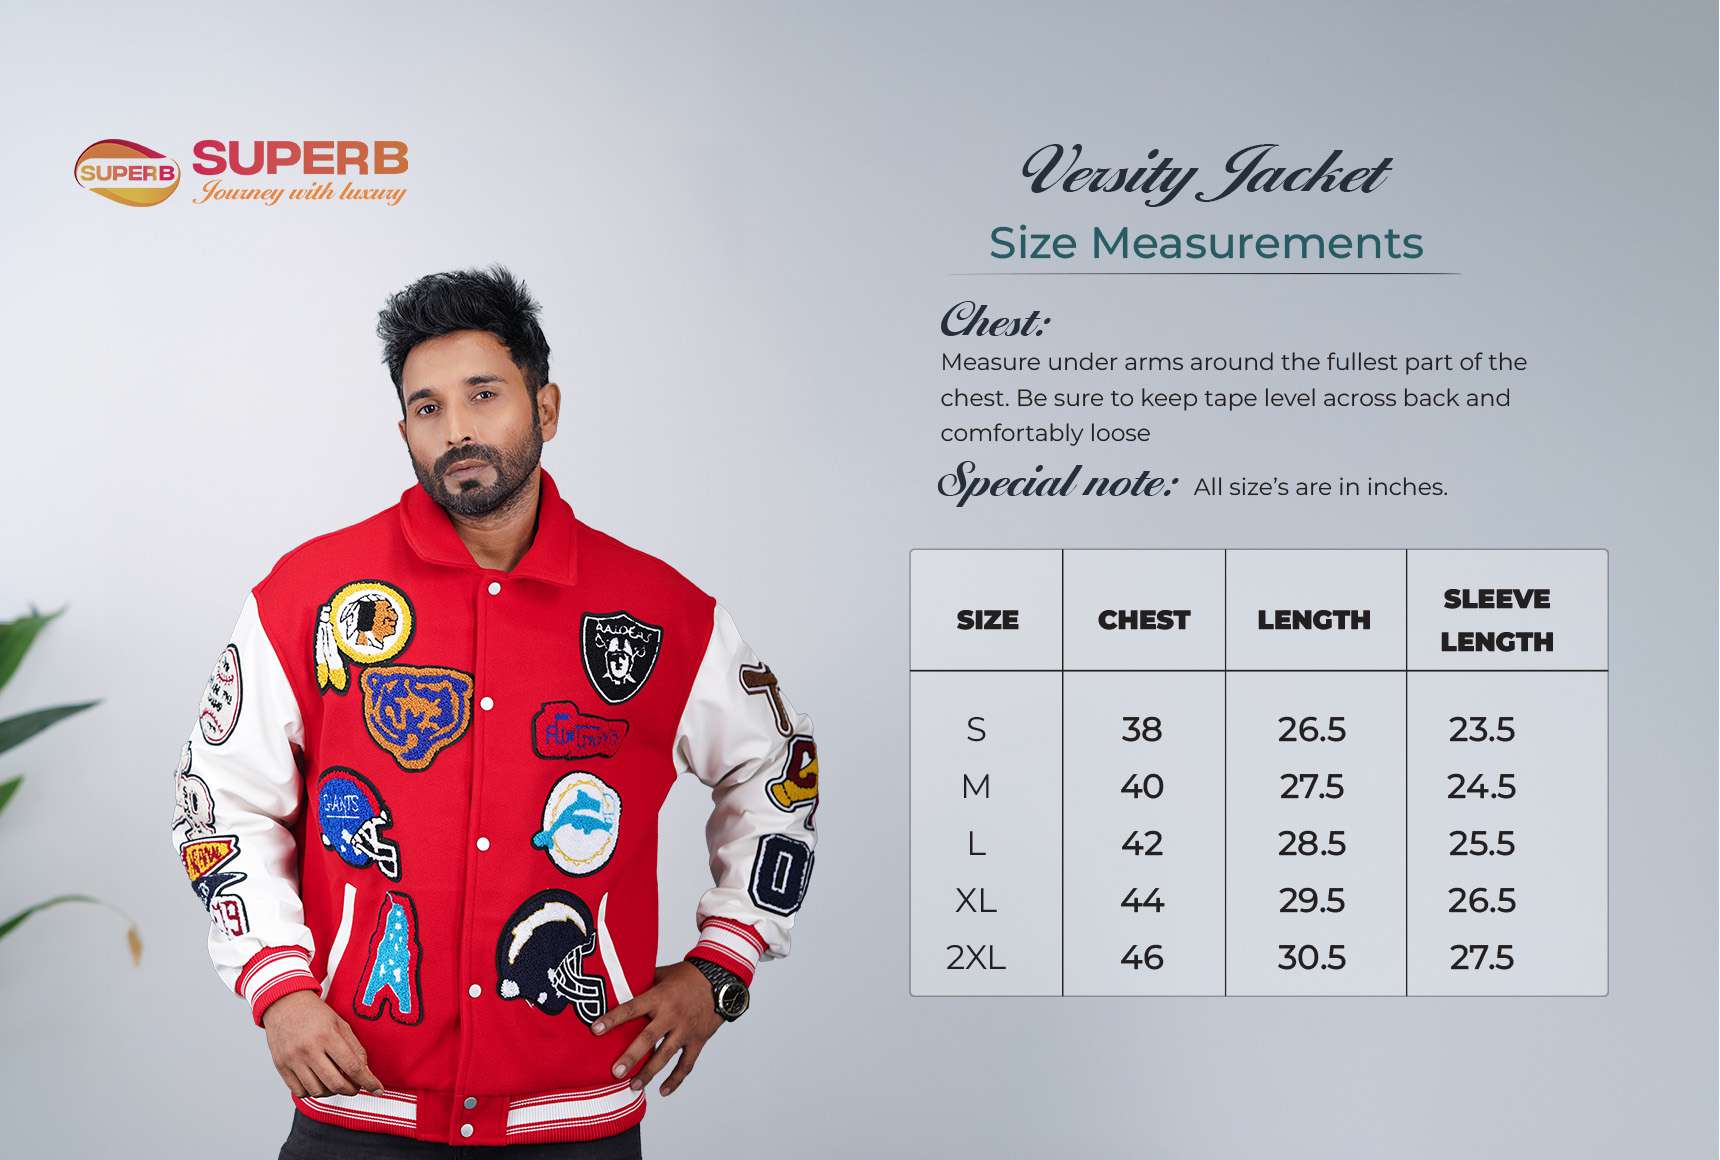 SUPERB
SUPERB
Journey with luxury
Versity Jacket
Size Measurements
Chest:
Measure under arms around the fullest part of the
chest. Be sure to keep tape level across back and
comfortably loose
Special note: All size's are in inches.
SIZE CHEST LENGTH SLEEVE LENGTH
S 38 26.5 23.5
M 40 27.5 24.5
L 42 28.5 25.5
XL 44 29.5 26.5
2XL 46 30.5 27.5
RAIDERS
GIANTS
19